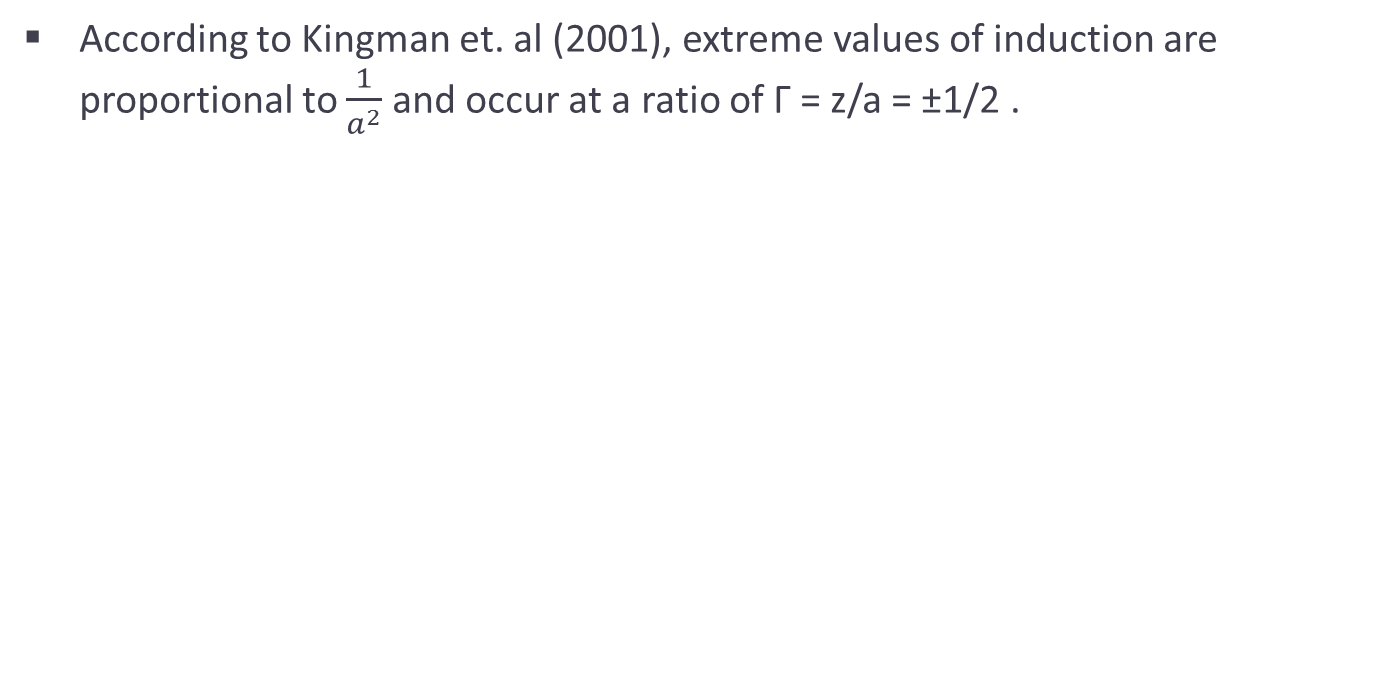 ▪ According to Kingman et. al (2001), extreme values of induction are
proportional to 1/a² and occur at a ratio of Γ = z/a = ±1/2 .